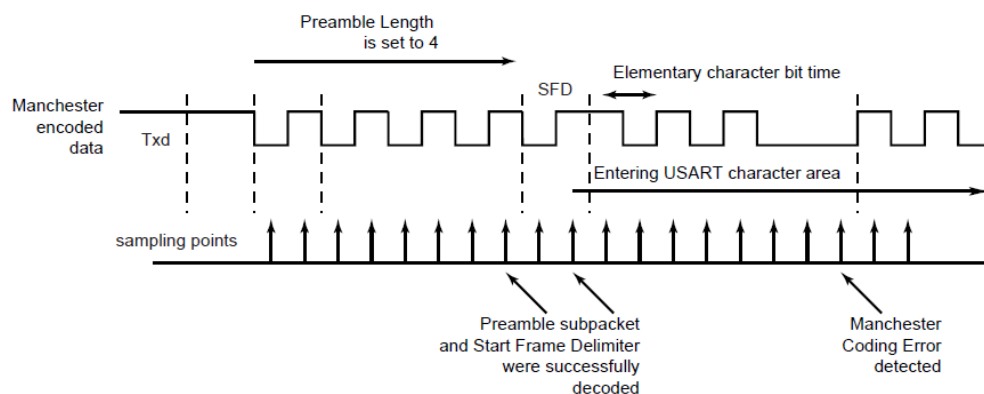 Preamble Length
is set to 4
Elementary character bit time
SFD
Manchester
encoded
data
Txd
Entering USART character area
sampling points
Preamble subpacket
and Start Frame Delimiter
were successfully
decoded
Manchester
Coding Error
detected